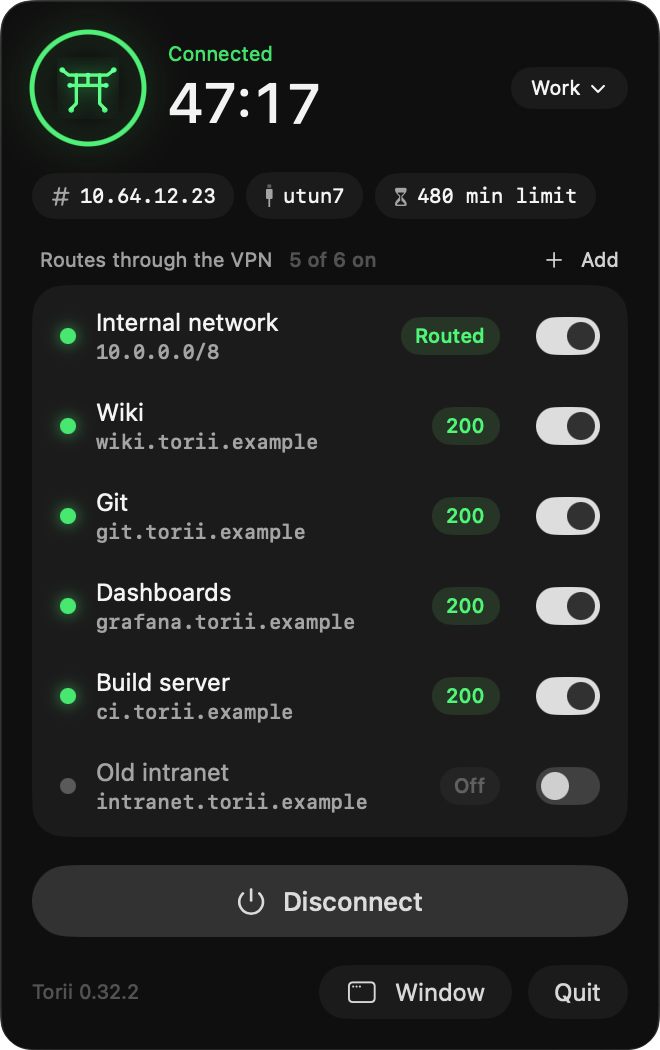 Connected
47:17
Work
# 10.64.12.23
utun7
480 min limit
Routes through the VPN 5 of 6 on
+ Add
Internal network
10.0.0.0/8
Routed
Wiki
wiki.torii.example
200
Git
git.torii.example
200
Dashboards
grafana.torii.example
200
Build server
ci.torii.example
200
Old intranet
intranet.torii.example
Off
Disconnect
Torii 0.32.2
Window
Quit